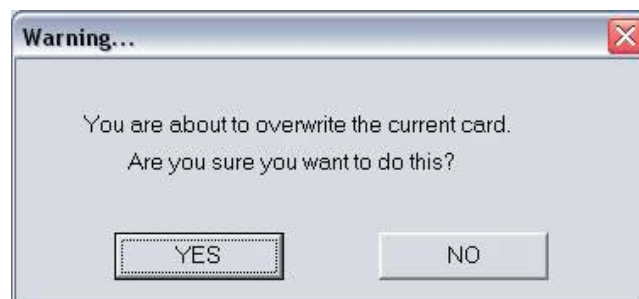 Warning...
You are about to overwrite the current card.
Are you sure you want to do this?
YES
NO